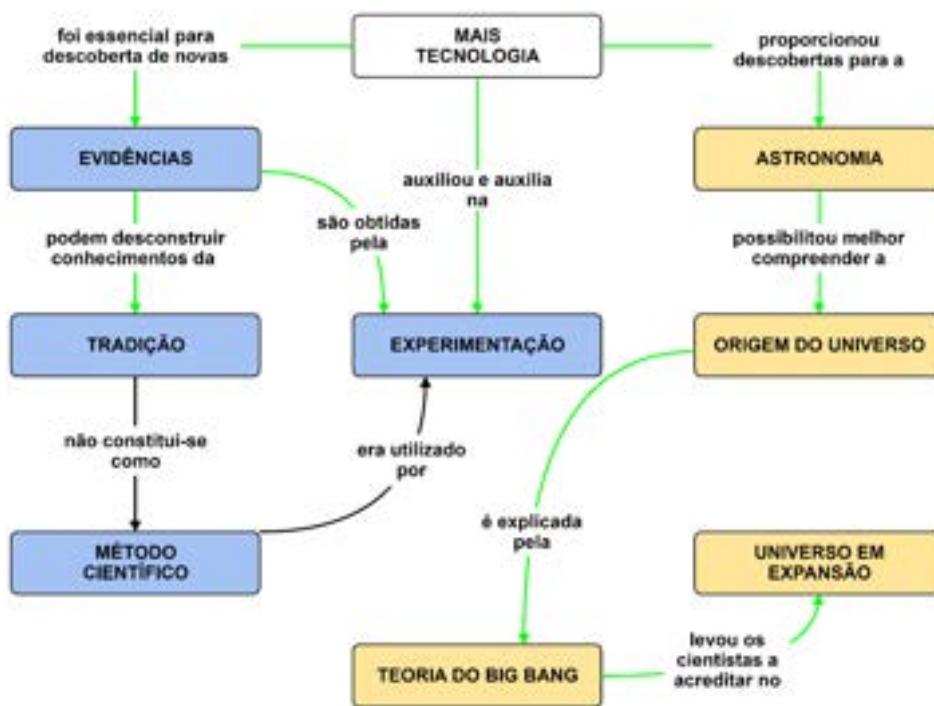 foi essencial para
descoberta de novas
MAIS
TECNOLOGIA
proporcionou
descobertas para a
EVIDÊNCIAS
ASTRONOMIA
auxiliou e auxilia
na
são obtidas
pela
podem desconstruir
conhecimentos da
possibilitou melhor
compreender a
TRADIÇÃO
EXPERIMENTAÇÃO
ORIGEM DO UNIVERSO
não constitui-se
como
era utilizado
por
é explicada
pela
MÉTODO
CIENTÍFICO
UNIVERSO EM
EXPANSÃO
levou os
cientistas a
acreditar no
TEORIA DO BIG BANG